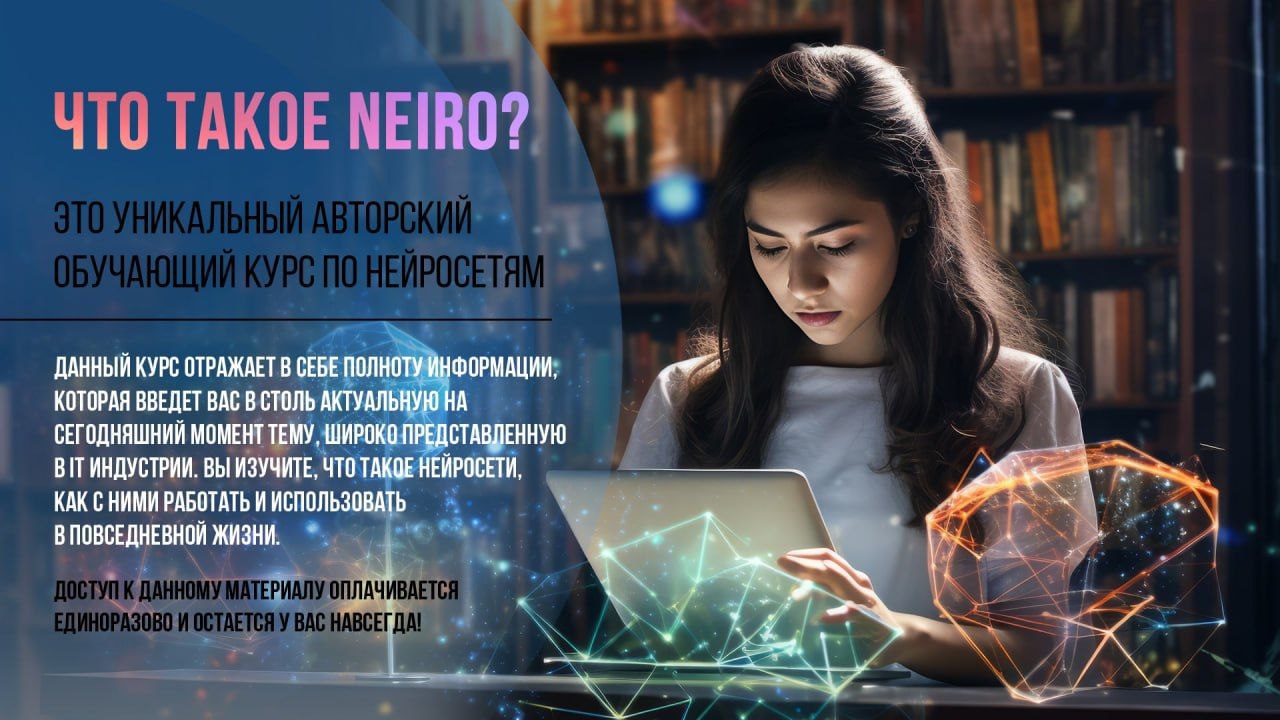 ЧТО ТАКОЕ NEIRO?
ЭТО УНИКАЛЬНЫЙ АВТОРСКИЙ
ОБУЧАЮЩИЙ КУРС ПО НЕЙРОСЕТЯМ
ДАННЫЙ КУРС ОТРАЖАЕТ В СЕБЕ ПОЛНОТУ ИНФОРМАЦИИ,
КОТОРАЯ ВВЕДЕТ ВАС В СТОЛЬ АКТУАЛЬНУЮ НА
СЕГОДНЯШНИЙ МОМЕНТ ТЕМУ, ШИРОКО ПРЕДСТАВЛЕННУЮ
В IT ИНДУСТРИИ. ВЫ ИЗУЧИТЕ, ЧТО ТАКОЕ НЕЙРОСЕТИ,
КАК С НИМИ РАБОТАТЬ И ИСПОЛЬЗОВАТЬ
В ПОВСЕДНЕВНОЙ ЖИЗНИ.
ДОСТУП К ДАННОМУ МАТЕРИАЛУ ОПЛАЧИВАЕТСЯ
ЕДИНОРАЗОВО И ОСТАЕТСЯ У ВАС НАВСЕГДА!